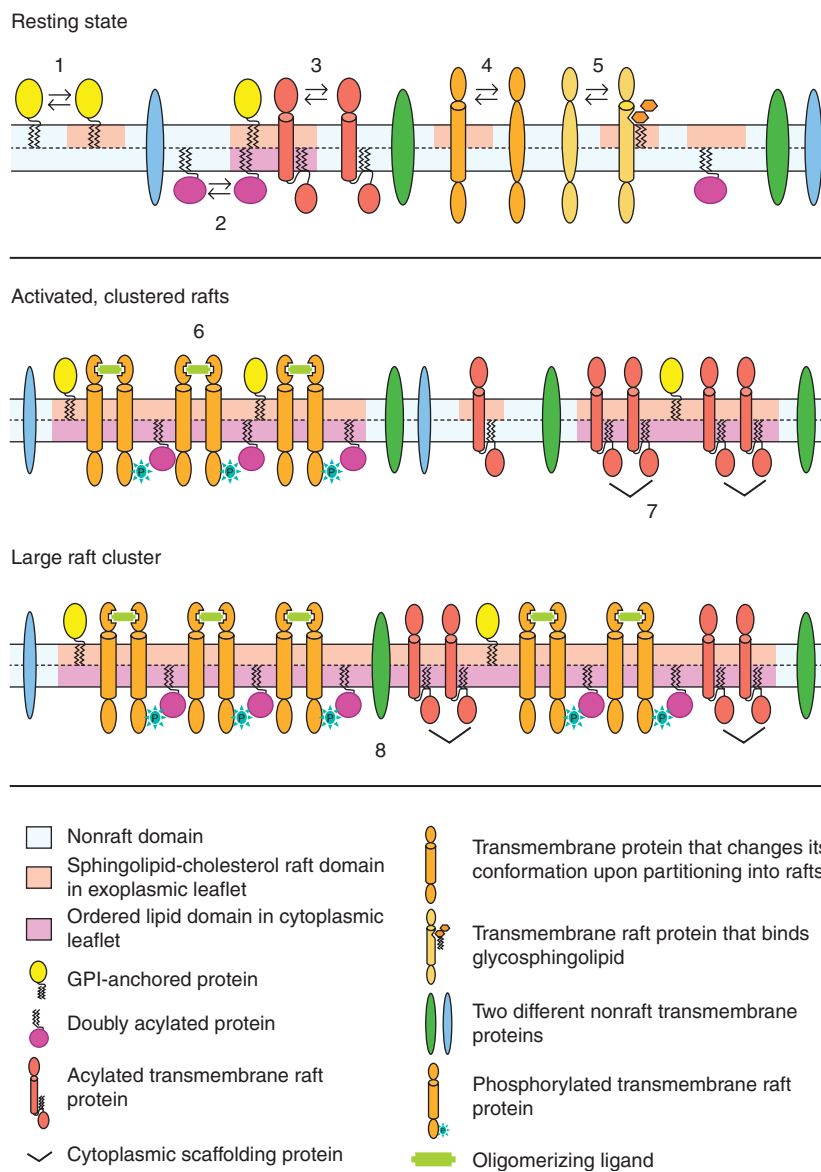 Resting state
1
3
4
5
2
Activated, clustered rafts
6
P
P
P
7
Large raft cluster
P
P
P
P
P
8
Nonraft domain
Sphingolipid-cholesterol raft domain
in exoplasmic leaflet
Ordered lipid domain in cytoplasmic
leaflet
GPI-anchored protein
Doubly acylated protein
Acylated transmembrane raft
protein
Cytoplasmic scaffolding protein
Transmembrane protein that changes its
conformation upon partitioning into rafts
Transmembrane raft protein that binds
glycosphingolipid
Two different nonraft transmembrane
proteins
Phosphorylated transmembrane raft
protein
P
Oligomerizing ligand